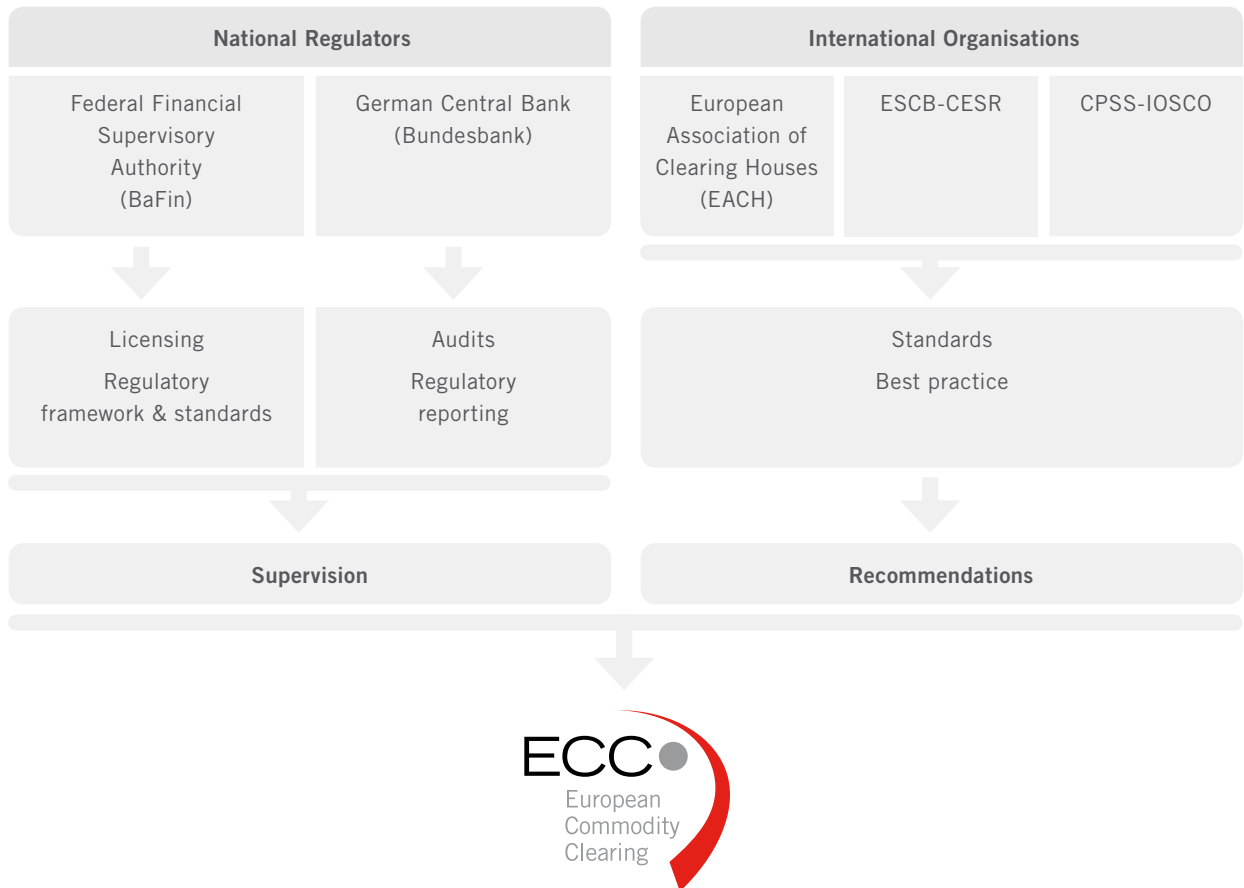 National Regulators
International Organisations
Federal Financial
Supervisory
Authority
(BaFin)
German Central Bank
(Bundesbank)
European
Association of
Clearing Houses
(EACH)
ESCB-CESR
CPSS-IOSCO
Licensing
Regulatory
framework & standards
Audits
Regulatory
reporting
Standards
Best practice
Supervision
Recommendations
ECC
European
Commodity
Clearing